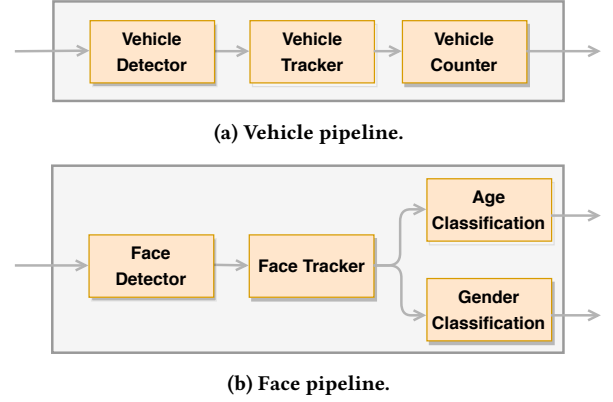 Vehicle
Detector
Vehicle
Tracker
Vehicle
Counter
(a) Vehicle pipeline.
Face
Detector
Face Tracker
Age
Classification
Gender
Classification
(b) Face pipeline.